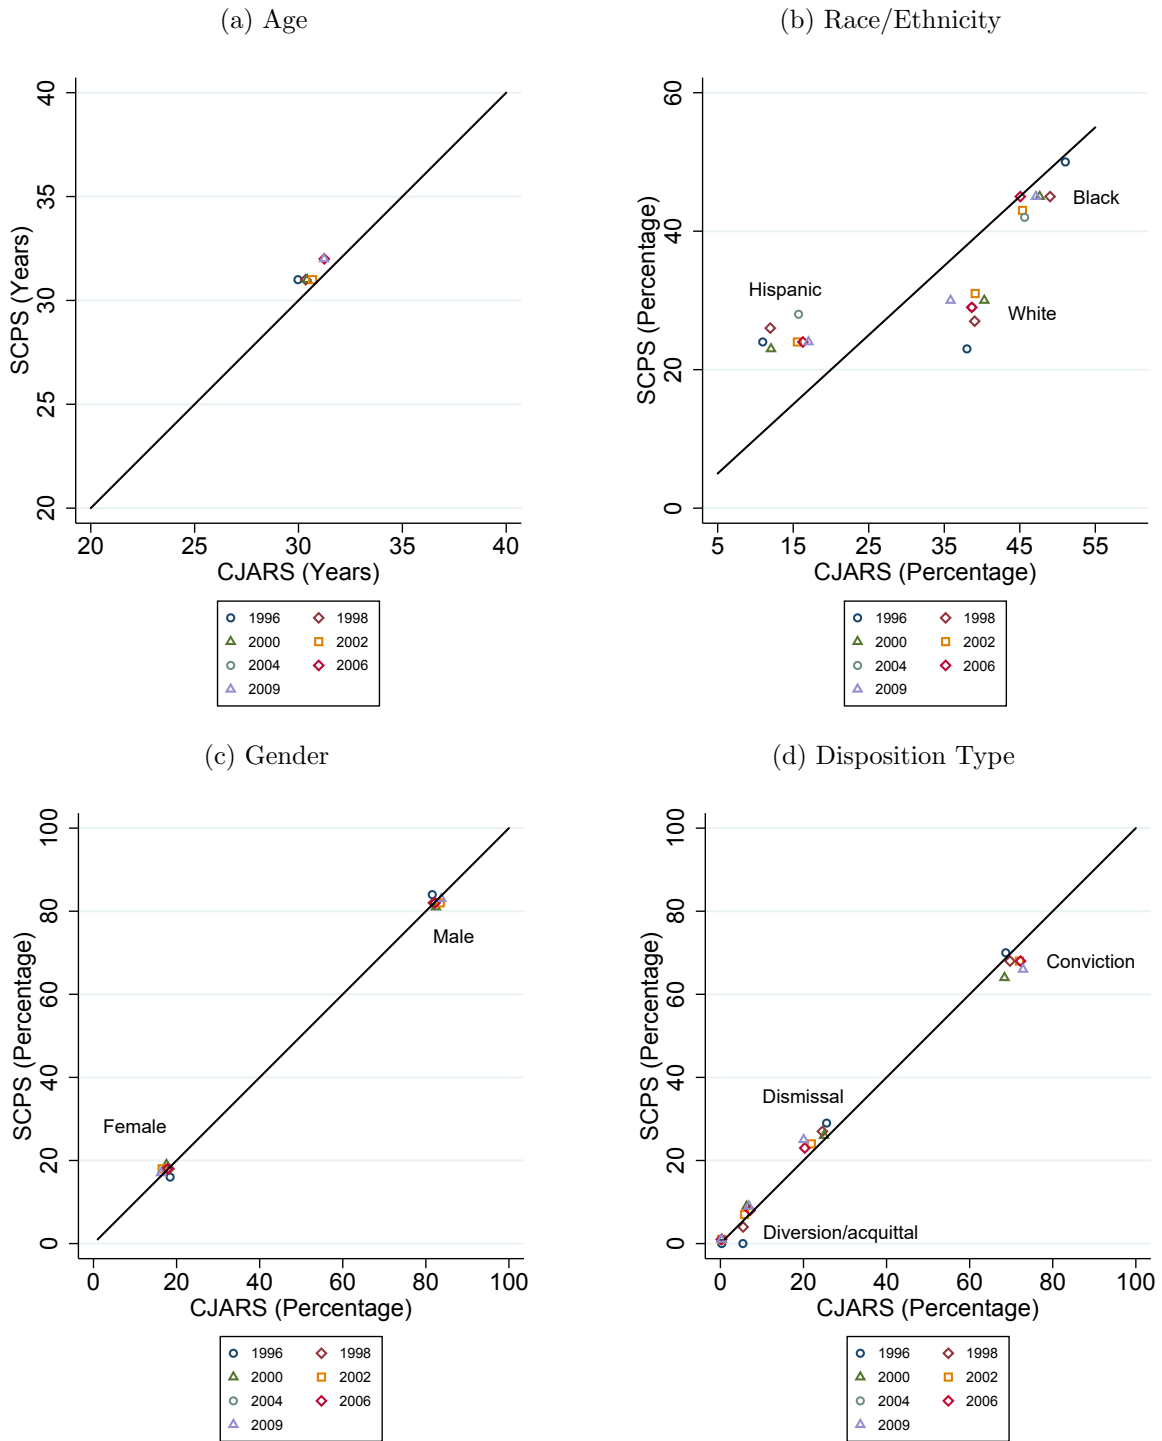 (a) Age
(b) Race/Ethnicity
SCPS (Years)
40
35
30
25
20
20 25 30 35 40
CJARS (Years)
1996 1998
2000 2002
2004 2006
2009
SCPS (Percentage)
60
40
20
0
Black
Hispanic
White
5 15 25 35 45 55
CJARS (Percentage)
1996 1998
2000 2002
2004 2006
2009
(c) Gender
(d) Disposition Type
SCPS (Percentage)
100
80
60
40
20
0
Male
Female
0 20 40 60 80 100
CJARS (Percentage)
1996 1998
2000 2002
2004 2006
2009
SCPS (Percentage)
100
80
60
40
20
0
Conviction
Dismissal
Diversion/acquittal
0 20 40 60 80 100
CJARS (Percentage)
1996 1998
2000 2002
2004 2006
2009